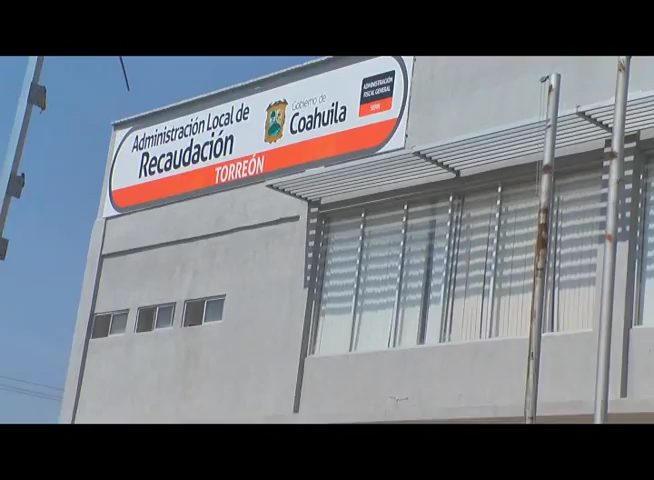 Administración Local de
Recaudación
TORREÓN
Gobierno de
Coahuila
ADMINISTRACIÓN
FISCAL GENERAL